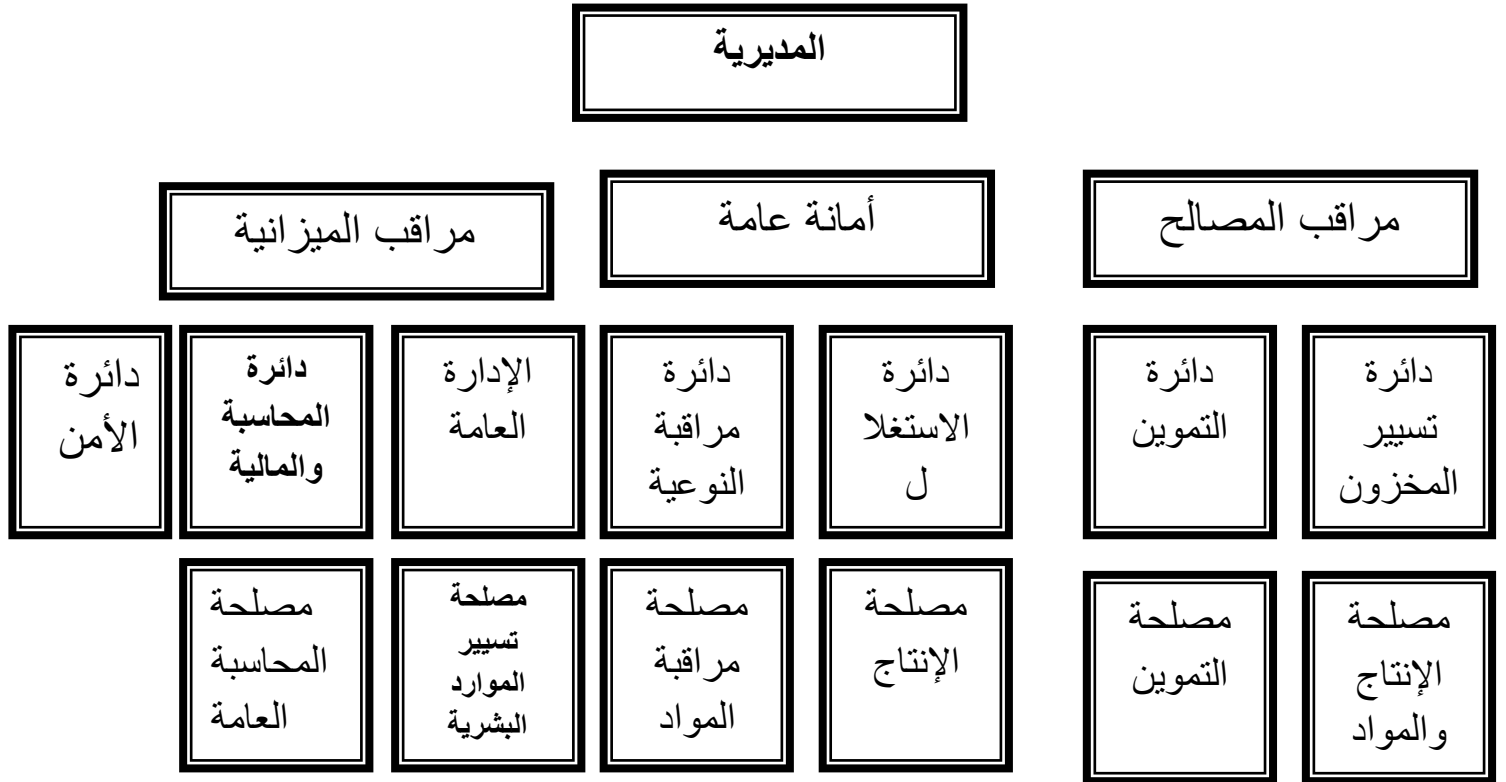 المديرية
مراقب المصالح
أمانة عامة
مراقب الميزانية
دائرة
تسيير
المخزون
دائرة
التموين
دائرة
الاستغلا
ل
دائرة
مراقبة
النوعية
الإدارة
العامة
دائرة
المحاسبة
والمالية
دائرة
الأمن
مصلحة
الإنتاج
والمواد
مصلحة
التموين
مصلحة
الإنتاج
مصلحة
مراقبة
المواد
مصلحة
تسيير
الموارد
البشرية
مصلحة
المحاسبة
العامة